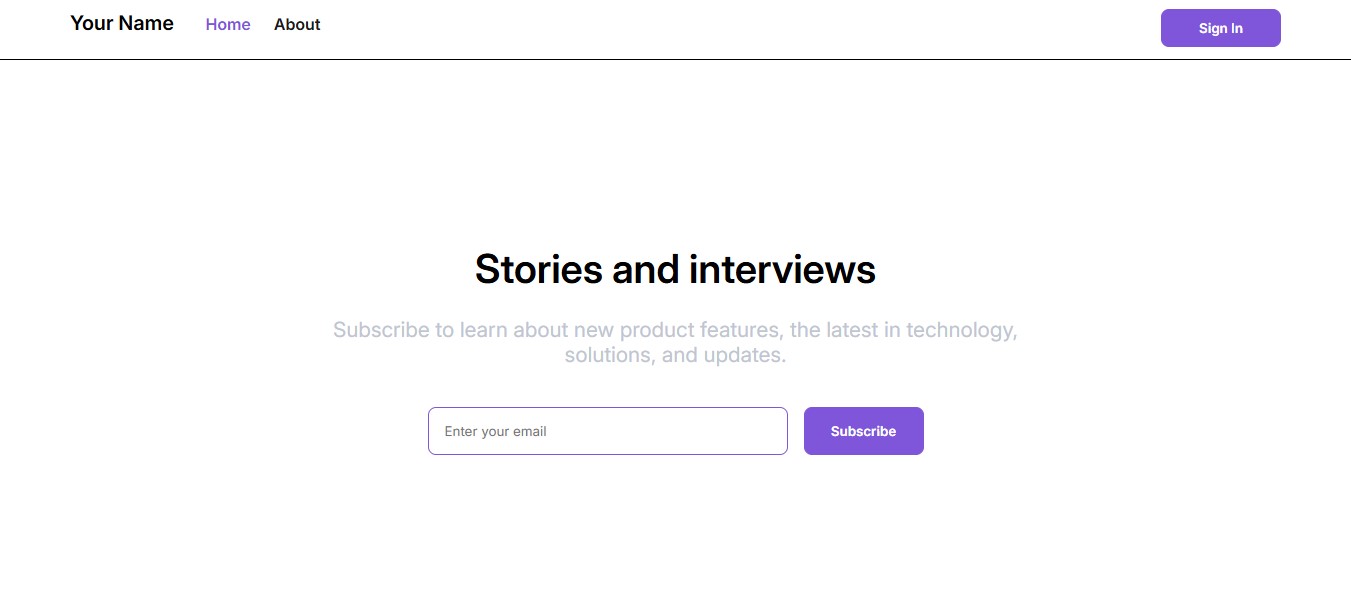 Your Name Home About Sign In
Stories and interviews
Subscribe to learn about new product features, the latest in technology,
solutions, and updates.
Enter your email Subscribe